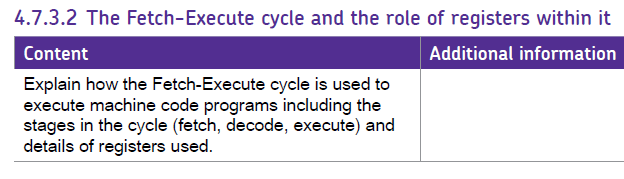 4.7.3.2 The Fetch-Execute cycle and the role of registers within it
Content
Additional information
Explain how the Fetch-Execute cycle is used to
execute machine code programs including the
stages in the cycle (fetch, decode, execute) and
details of registers used.